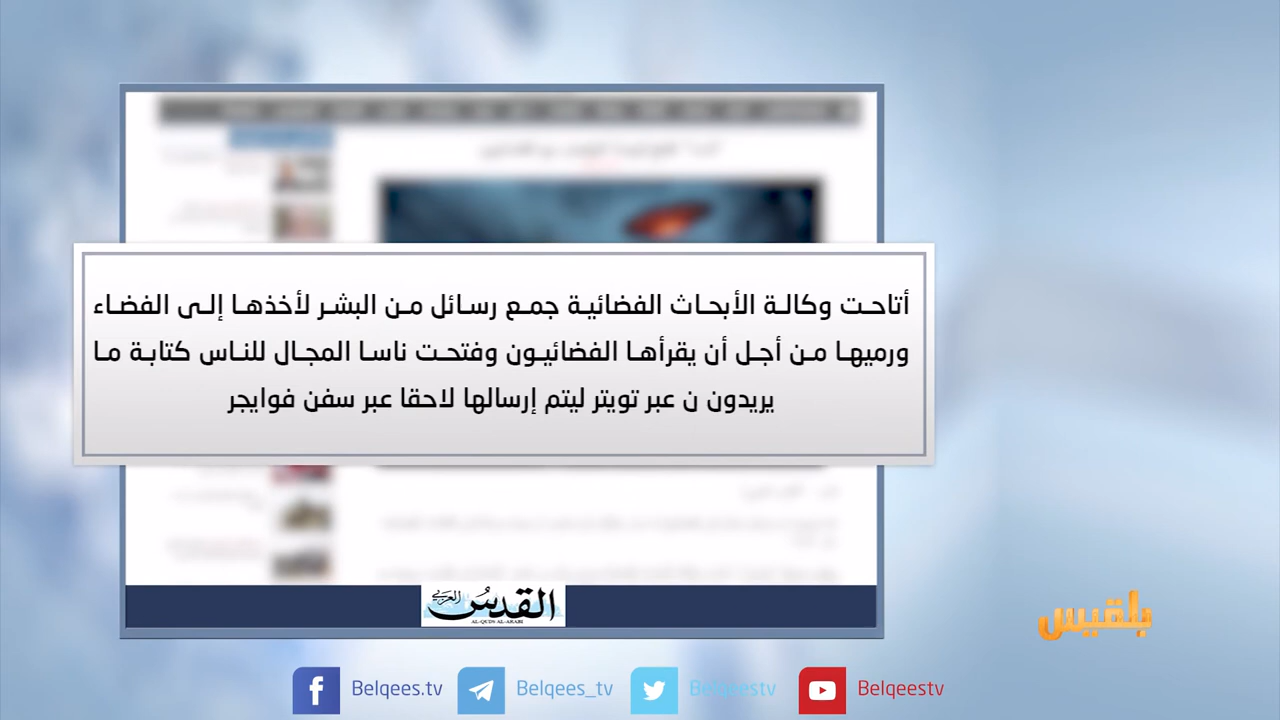 أتاحت وكالة الأبحاث الفضائية جمع رسائل من البشر لأخذها إلى الفضاء
ورميها من أجل أن يقرأها الفضائيون وفتحت ناسا المجال للناس كتابة ما
يريدون ن عبر تويتر ليتم إرسالها لاحقا عبر سفن فوايجر
القدس العربي
AL-QUDS AL-ARABI
بلقيس
Belqees.tv
Belqees_tv
Belqeestv
Belqeestv